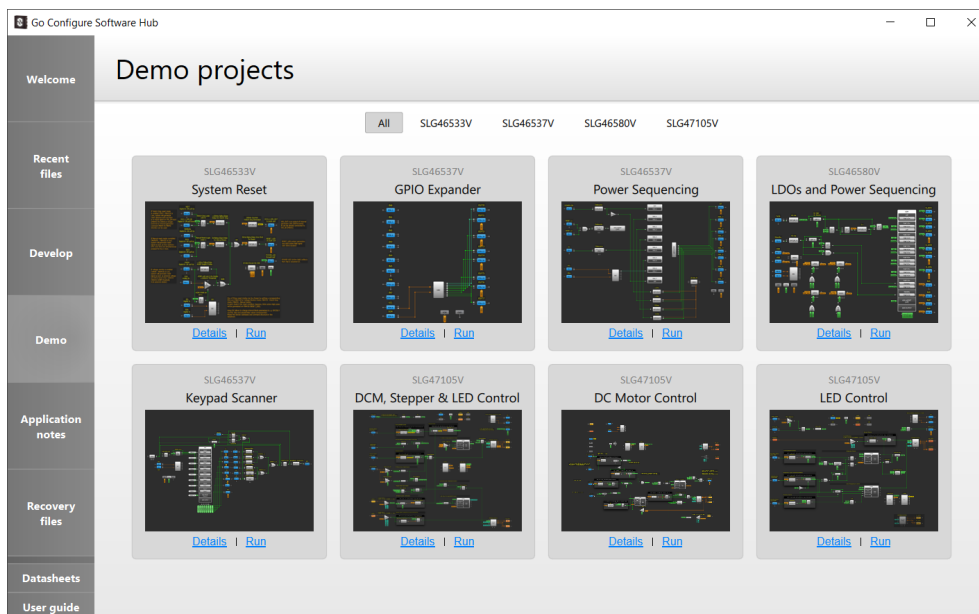 Go Configure Software Hub
Welcome
Recent
files
Develop
Demo
Application
notes
Recovery
files
Datasheets
User guide
Demo projects
All SLG46533V SLG46537V SLG46580V SLG47105V
SLG46533V
System Reset
Details | Run
SLG46537V
GPIO Expander
Details | Run
SLG46537V
Power Sequencing
Details | Run
SLG46580V
LDOs and Power Sequencing
Details | Run
SLG46537V
Keypad Scanner
Details | Run
SLG47105V
DCM, Stepper & LED Control
Details | Run
SLG47105V
DC Motor Control
Details | Run
SLG47105V
LED Control
Details | Run